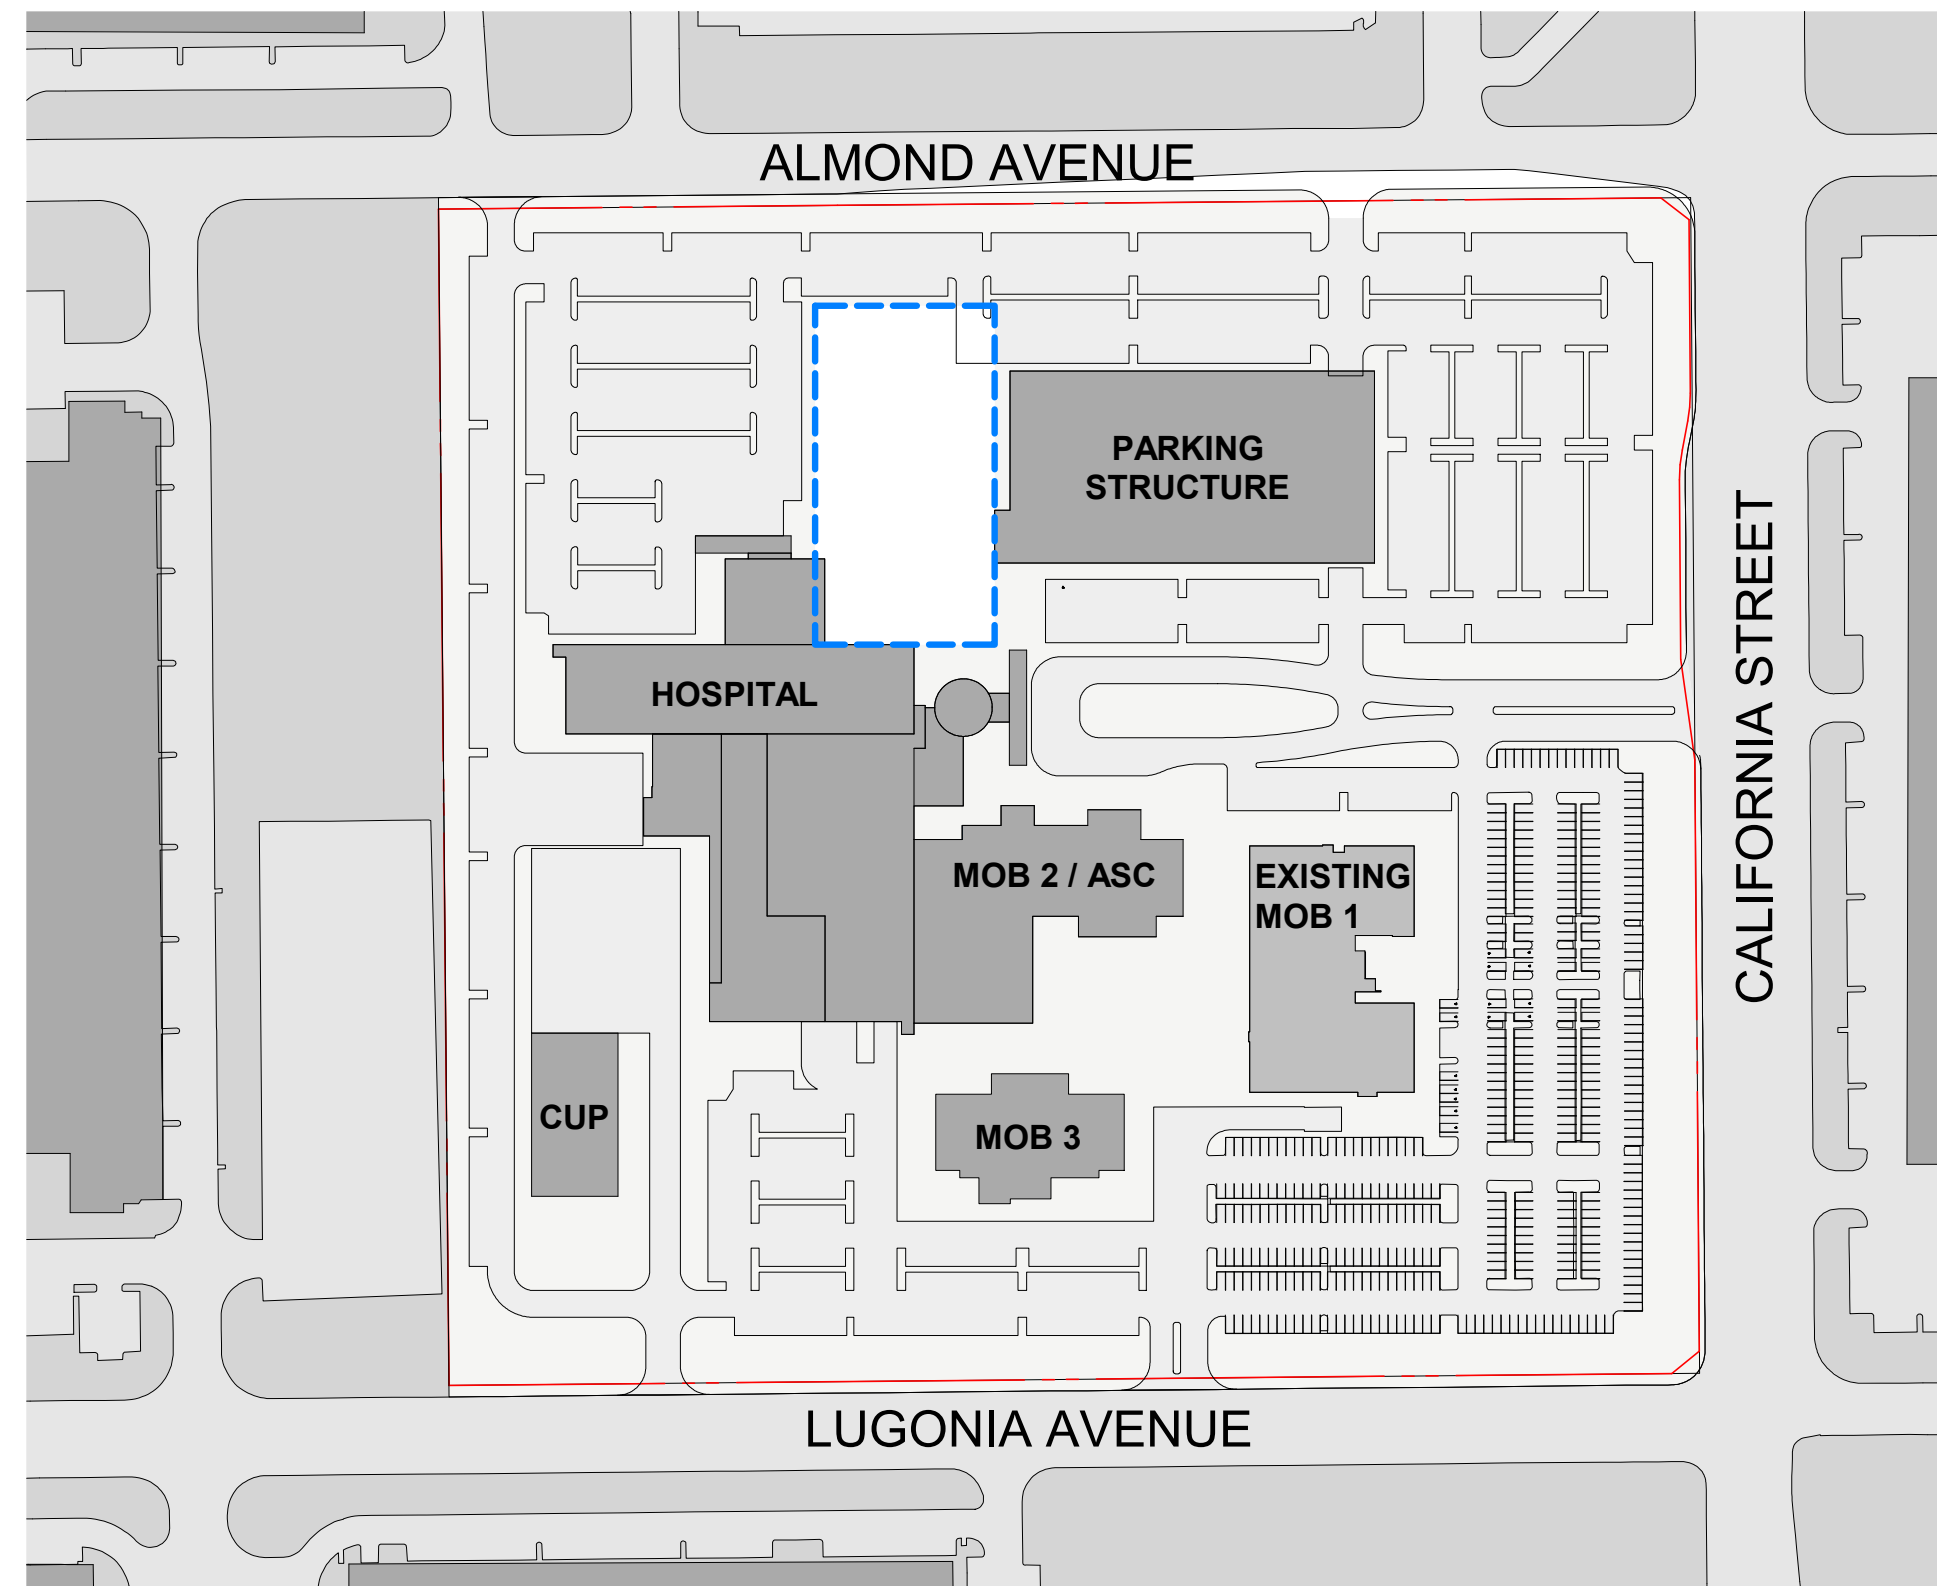 ALMOND AVENUE
PARKING
STRUCTURE
HOSPITAL
CALIFORNIA STREET
MOB 2 / ASC
EXISTING
MOB 1
CUP
MOB 3
LUGONIA AVENUE